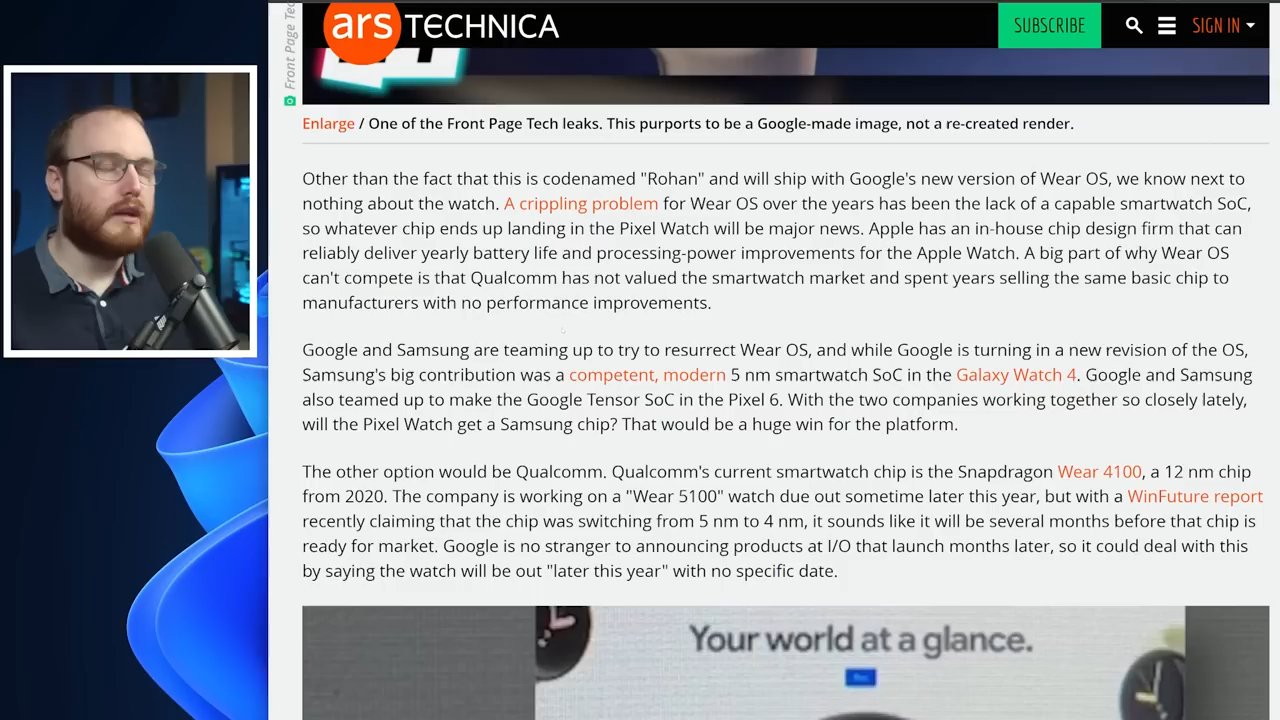 ars TECHNICA
SUBSCRIBE
SIGN IN
Front Page Tec
Enlarge / One of the Front Page Tech leaks. This purports to be a Google-made image, not a re-created render.
Other than the fact that this is codenamed "Rohan" and will ship with Google's new version of Wear OS, we know next to
nothing about the watch. A crippling problem for Wear OS over the years has been the lack of a capable smartwatch SoC,
so whatever chip ends up landing in the Pixel Watch will be major news. Apple has an in-house chip design firm that can
reliably deliver yearly battery life and processing-power improvements for the Apple Watch. A big part of why Wear OS
can't compete is that Qualcomm has not valued the smartwatch market and spent years selling the same basic chip to
manufacturers with no performance improvements.
Google and Samsung are teaming up to try to resurrect Wear OS, and while Google is turning in a new revision of the OS,
Samsung's big contribution was a competent, modern 5 nm smartwatch SoC in the Galaxy Watch 4. Google and Samsung
also teamed up to make the Google Tensor SoC in the Pixel 6. With the two companies working together so closely lately,
will the Pixel Watch get a Samsung chip? That would be a huge win for the platform.
The other option would be Qualcomm. Qualcomm's current smartwatch chip is the Snapdragon Wear 4100, a 12 nm chip
from 2020. The company is working on a "Wear 5100" watch due out sometime later this year, but with a WinFuture report
recently claiming that the chip was switching from 5 nm to 4 nm, it sounds like it will be several months before that chip is
ready for market. Google is no stranger to announcing products at I/O that launch months later, so it could deal with this
by saying the watch will be out "later this year" with no specific date.
Your world at a glance.